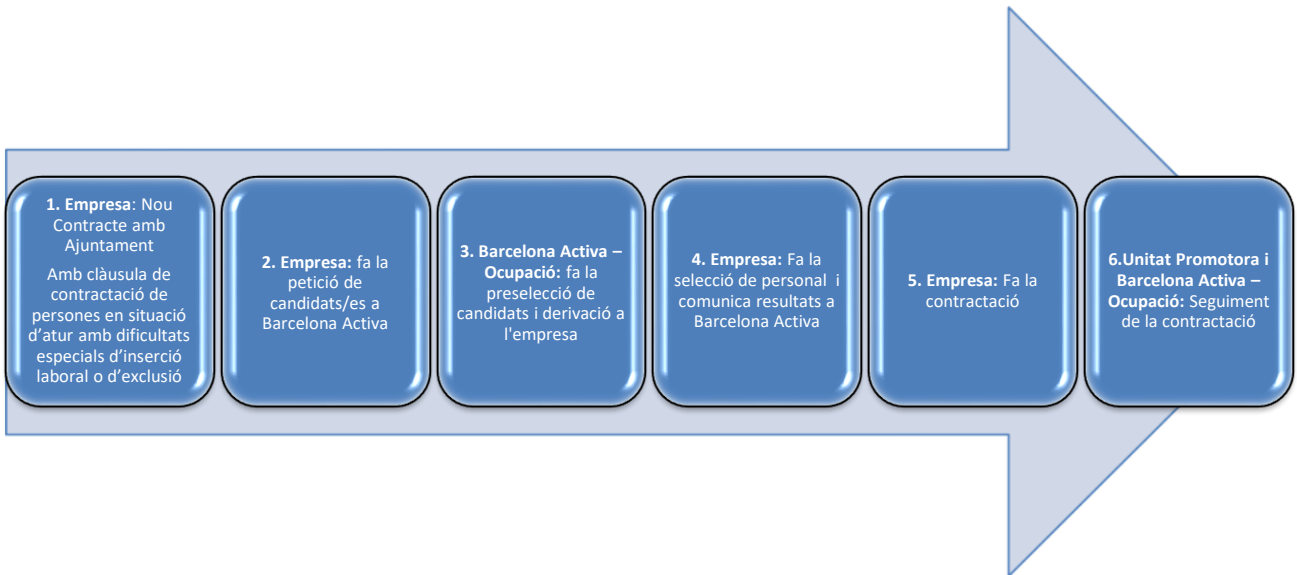 1. Empresa: Nou
Contracte amb
Ajuntament
Amb clàusula de
contractació de
persones en situació
d’atur amb dificultats
especials d’inserció
laboral o d’exclusió
2. Empresa: fa la
petició de
candidats/es a
Barcelona Activa
3. Barcelona Activa –
Ocupació: fa la
preselecció de
candidats i derivació a
l'empresa
4. Empresa: Fa la
selecció de personal i
comunica resultats a
Barcelona Activa
5. Empresa: Fa la
contractació
6.Unitat Promotora i
Barcelona Activa –
Ocupació: Seguiment
de la contractació